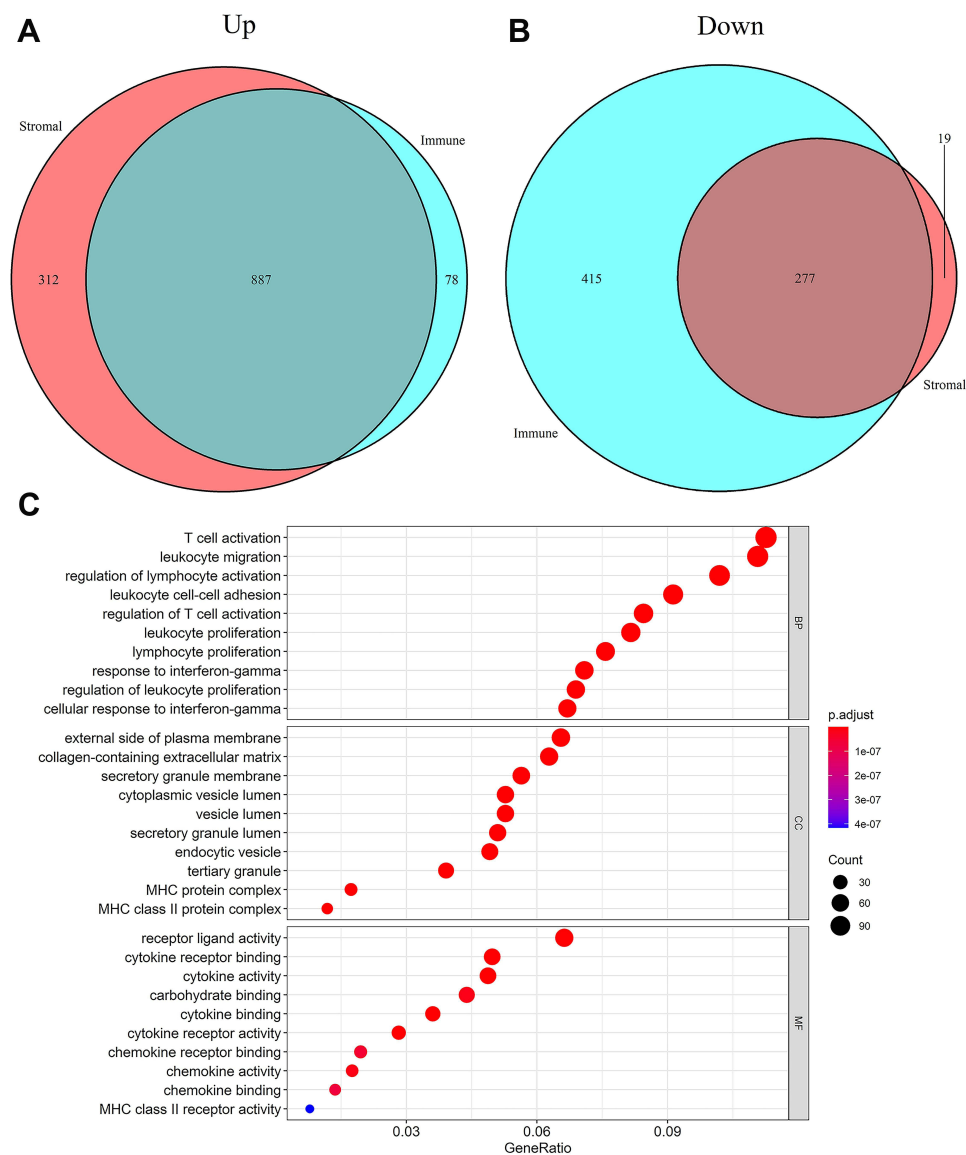 A
Up
B
Down
Stromal
Immune
312
887
78
19
415
277
Stromal
Immune
C
T cell activation
leukocyte migration
regulation of lymphocyte activation
leukocyte cell-cell adhesion
regulation of T cell activation
leukocyte proliferation
lymphocyte proliferation
response to interferon-gamma
regulation of leukocyte proliferation
cellular response to interferon-gamma
BP
external side of plasma membrane
collagen-containing extracellular matrix
secretory granule membrane
cytoplasmic vesicle lumen
vesicle lumen
secretory granule lumen
endocytic vesicle
tertiary granule
MHC protein complex
MHC class II protein complex
CC
receptor ligand activity
cytokine receptor binding
cytokine activity
carbohydrate binding
cytokine binding
cytokine receptor activity
chemokine receptor binding
chemokine activity
chemokine binding
MHC class II receptor activity
MF
0.03
0.06
0.09
GeneRatio
p.adjust
1e-07
2e-07
3e-07
4e-07
Count
30
60
90